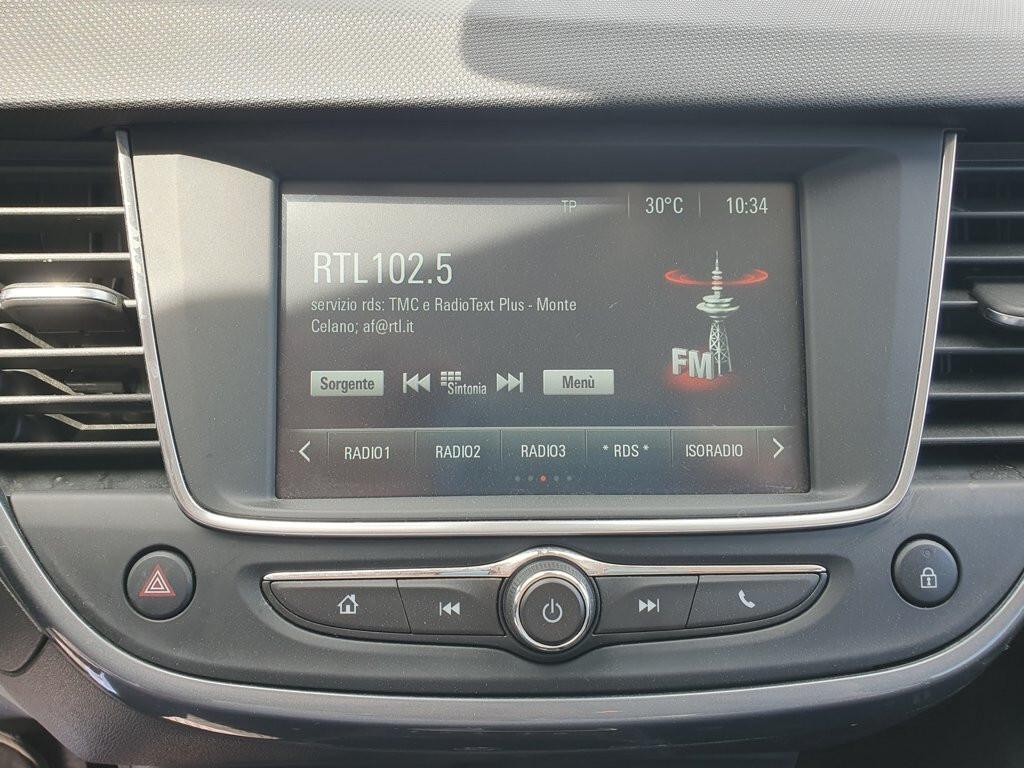 TP 30°C 10:34
RTL102.5
servizio rds: TMC e RadioText Plus - Monte
Celano; af@rtl.it
FM
Sorgente Sintonia Menù
RADIO1 RADIO2 RADIO3 * RDS * ISORADIO